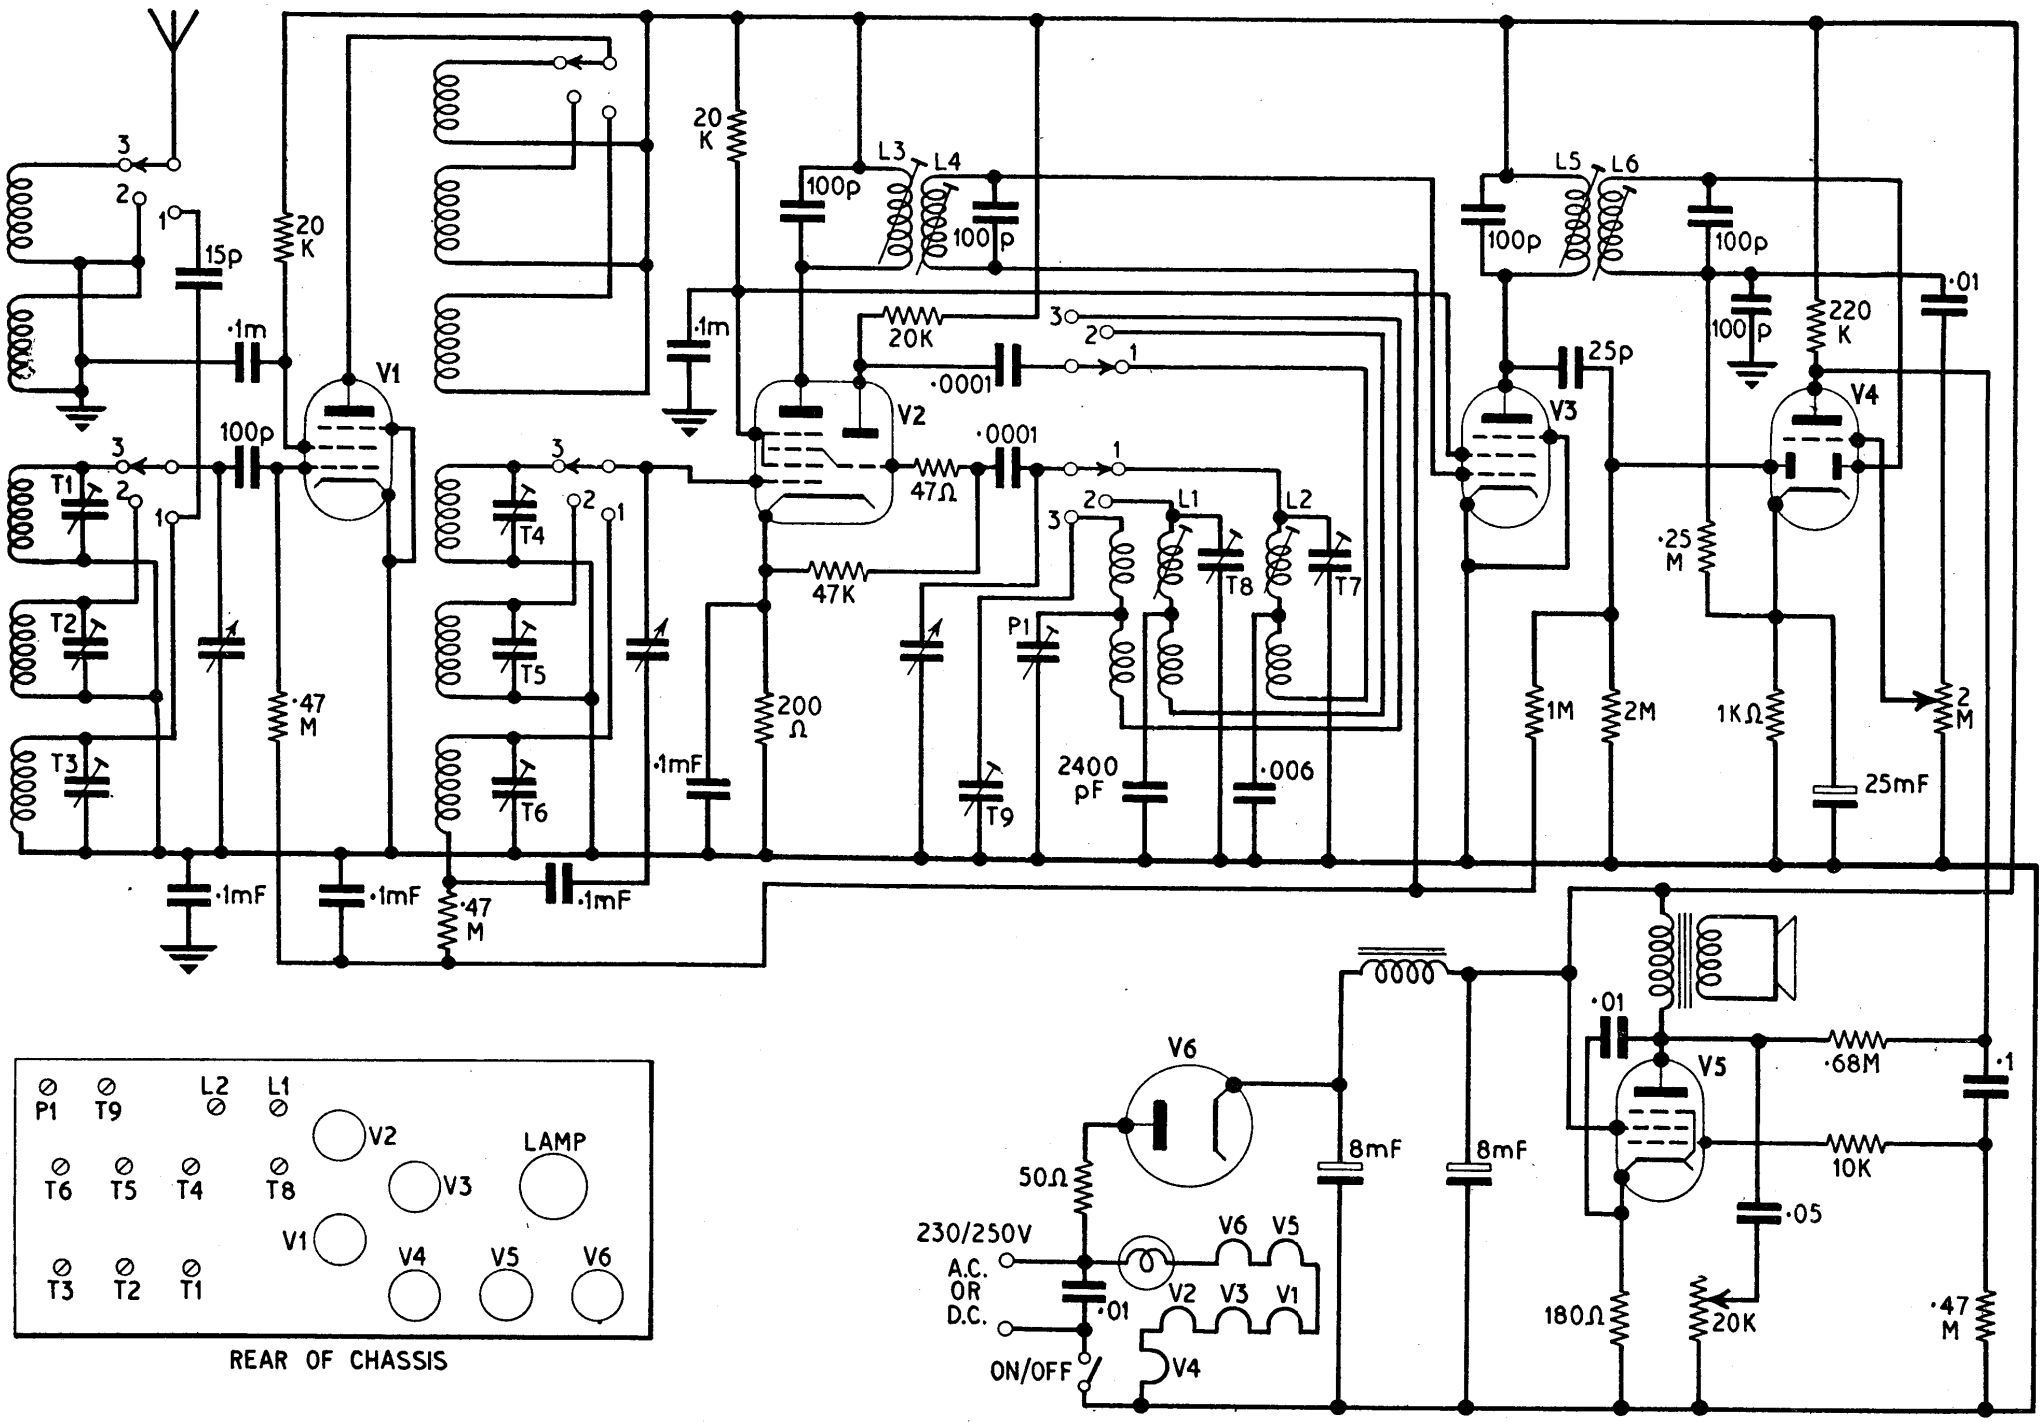 3
2
1
15p
20
K
.1m
V1
100p
3
T1
2
1
T2
.47
M
T3
.1mF
.1mF
3
2
1
T4
T5
T6
.1mF
.47
M
20
K
100p
L3
L4
100p
.1m
20K
3
2
1
.0001
V2
.0001
1
47Ω
2
3
L1
L2
47K
T8
T7
P1
200
Ω
.1mF
T9
2400
pF
.006
L5
L6
100p
100p
.01
100p
220
K
25p
V3
V4
.25
M
1M
2M
1KΩ
2
M
25mF
.01
V5
.68M
.1
10K
.05
180Ω
20K
.47
M
V6
8mF
8mF
50Ω
230/250V
A.C.
OR
D.C.
.01
V6
V5
V2
V3
V1
V4
ON/OFF
P1
T9
L2
L1
V2
LAMP
T6
T5
T4
T8
V3
V1
V4
V5
V6
T3
T2
T1
REAR OF CHASSIS